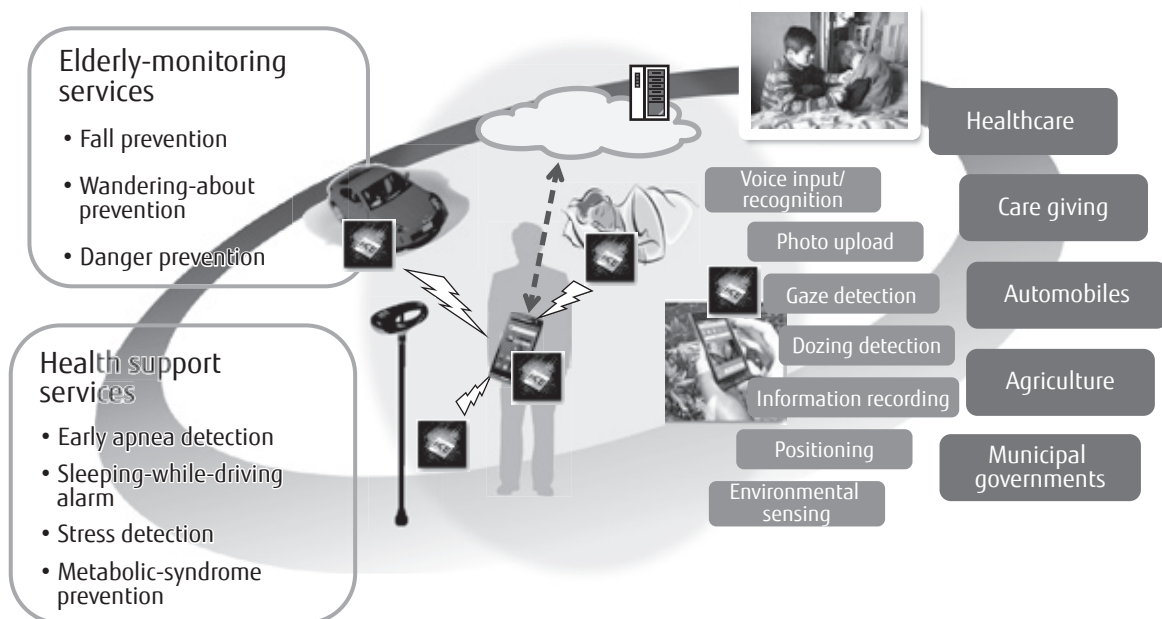 Elderly-monitoring
services
• Fall prevention
• Wandering-about
prevention
• Danger prevention
Health support
services
• Early apnea detection
• Sleeping-while-driving
alarm
• Stress detection
• Metabolic-syndrome
prevention
Voice input/
recognition
Photo upload
Gaze detection
Dozing detection
Information recording
Positioning
Environmental
sensing
Healthcare
Care giving
Automobiles
Agriculture
Municipal
governments